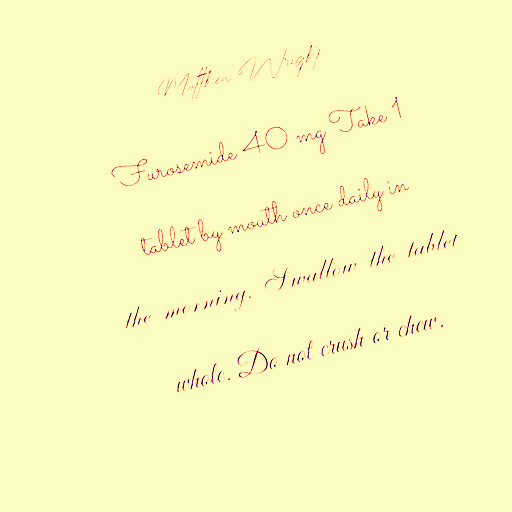 Matthew Wright
Furosemide 40 mg Take 1
tablet by mouth once daily in
the morning. Swallow the tablet
whole. Do not crush or chew.